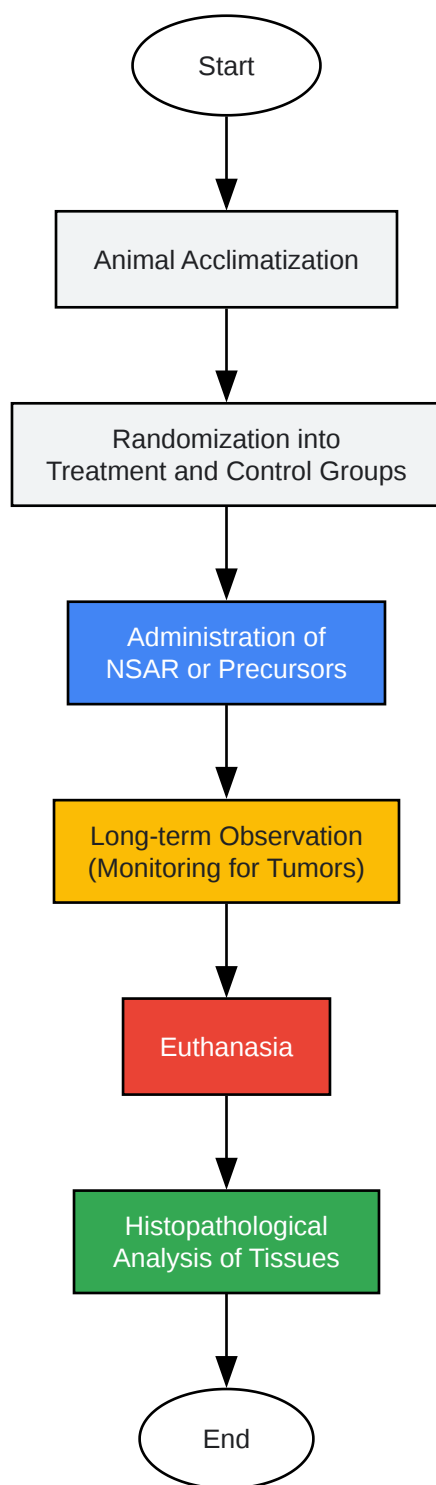 Start
Animal Acclimatization
Randomization into
Treatment and Control Groups
Administration of
NSAR or Precursors
Long-term Observation
(Monitoring for Tumors)
Euthanasia
Histopathological
Analysis of Tissues
End